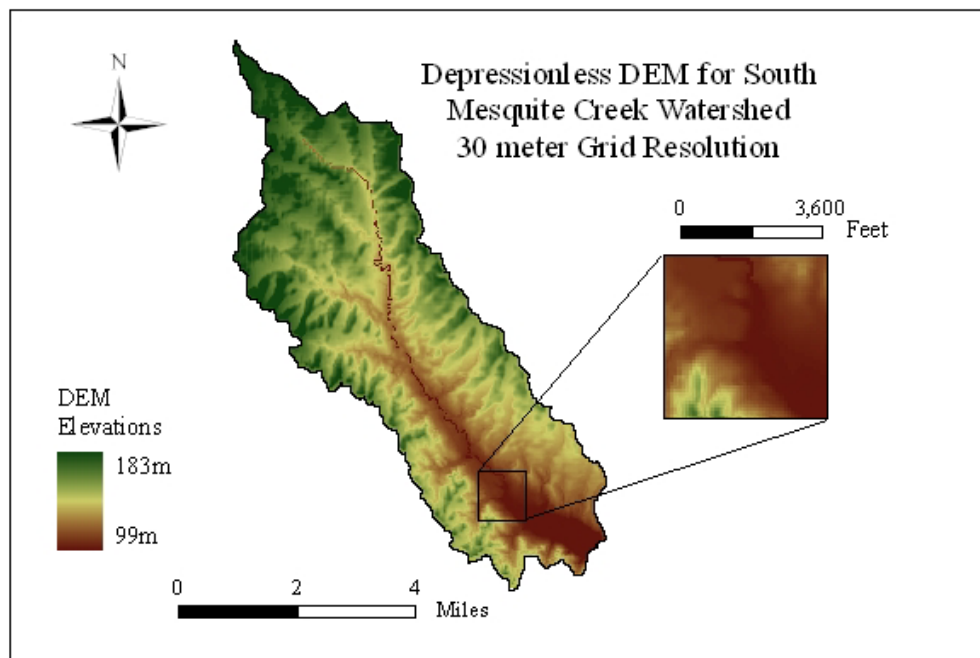 N
Depressionless DEM for South
Mesquite Creek Watershed
30 meter Grid Resolution
0 3,600
Feet
DEM
Elevations
183m
99m
0 2 4
Miles